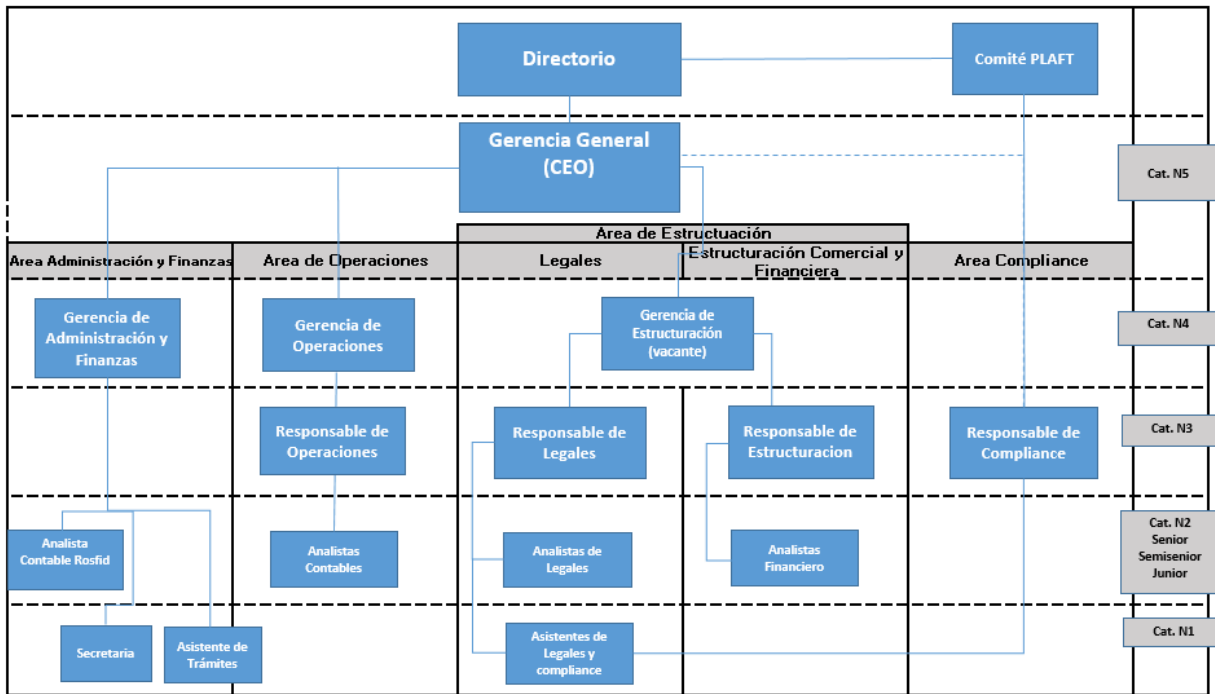 Directorio
Comité PLAFT
Gerencia General
(CEO)
Cat. N5
Area de Estructuación
Area Administración y Finanzas
Area de Operaciones
Legales
Estructuración Comercial y
Financiera
Area Compliance
Gerencia de
Administración y
Finanzas
Gerencia de
Operaciones
Gerencia de
Estructuración
(vacante)
Cat. N4
Responsable de
Operaciones
Responsable de
Legales
Responsable de
Estructuracion
Responsable de
Compliance
Cat. N3
Analista
Contable Rosfid
Analistas
Contables
Analistas de
Legales
Analistas
Financiero
Cat. N2
Senior
Semisenior
Junior
Secretaria
Asistente de
Trámites
Asistentes de
Legales y
compliance
Cat. N1